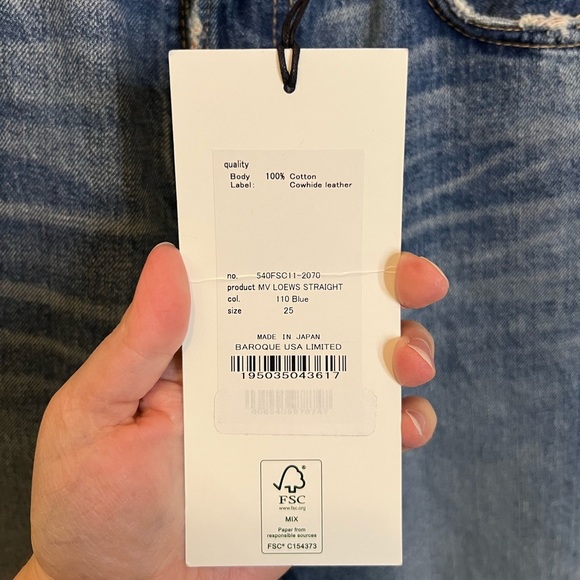 quality
Body 100% Cotton
Label: Cowhide leather
no. 540FSC11-2070
product MV LOEWS STRAIGHT
col. 110 Blue
size 25
MADE IN JAPAN
BAROQUE USA LIMITED
195035043617
FSC
www.fsc.org
MIX
Paper from
responsible sources
FSC® C154373